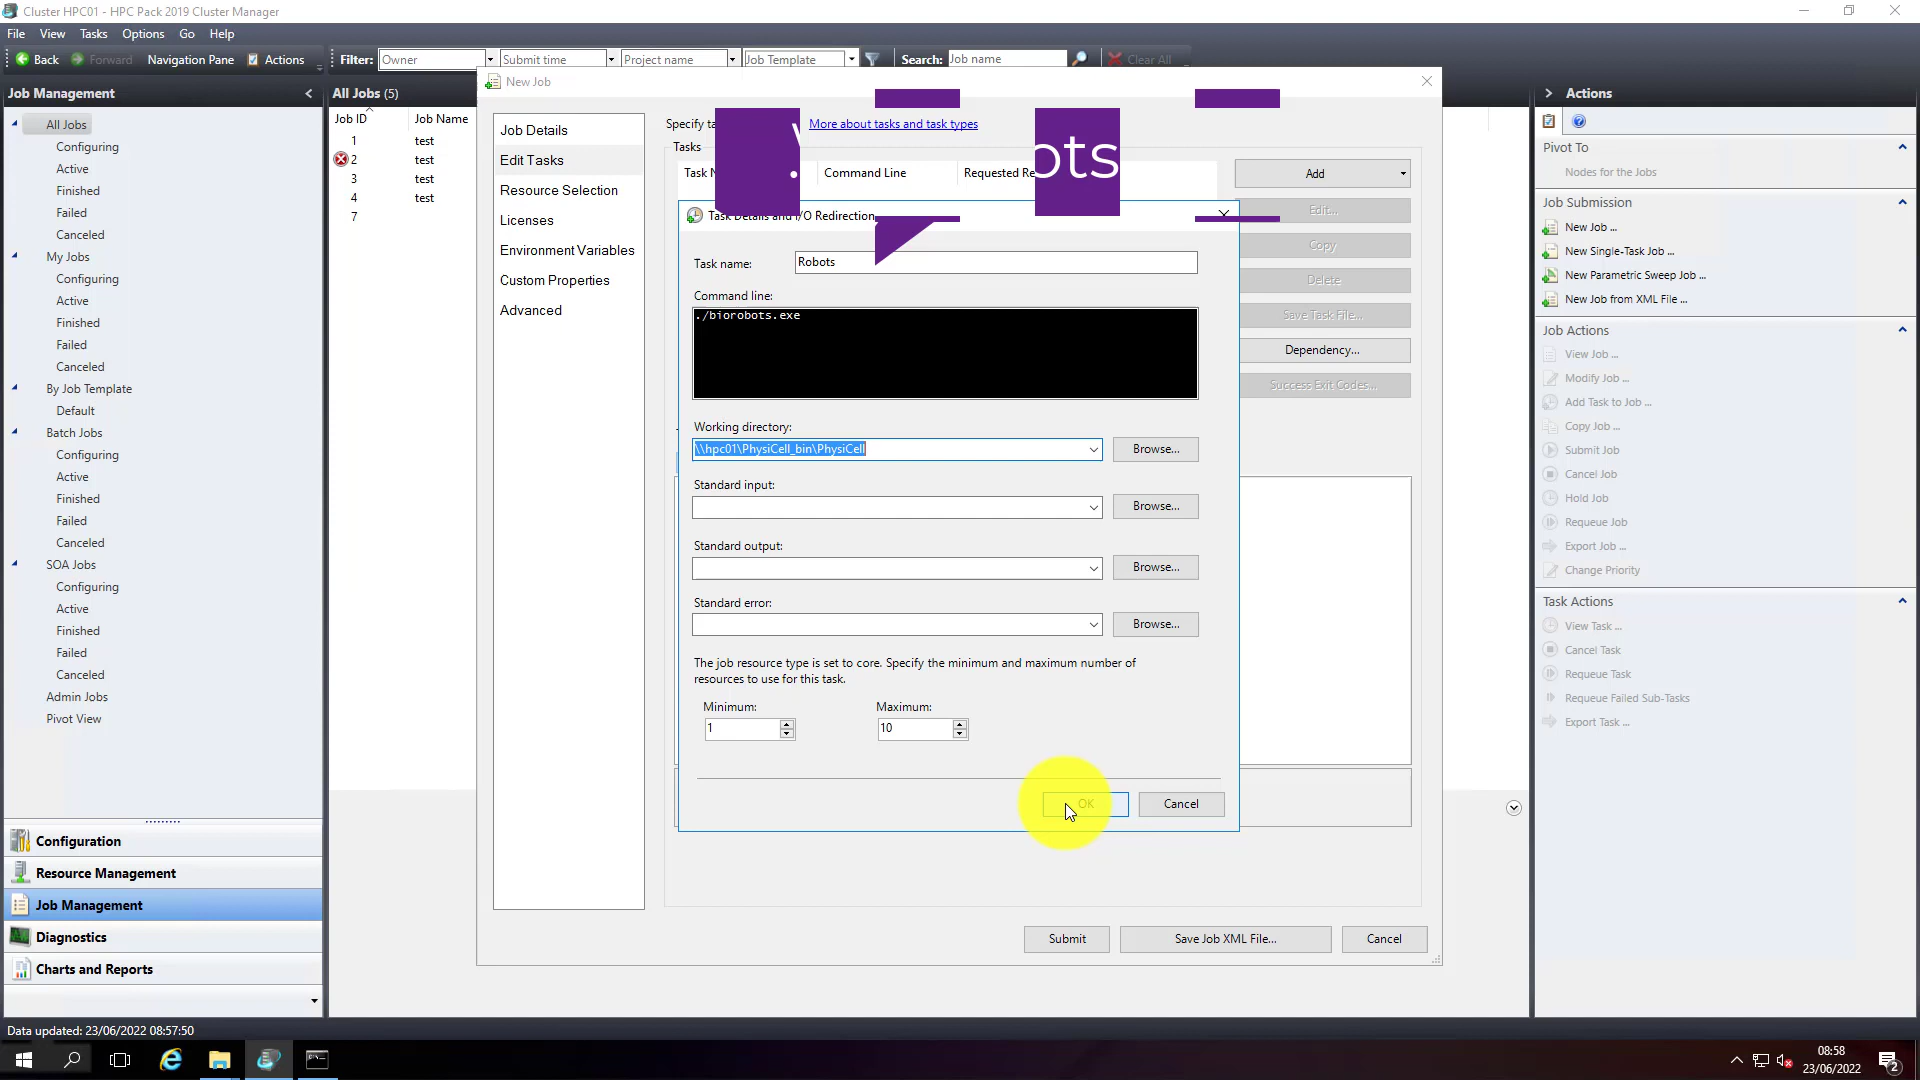 Cluster HPC01 - HPC Pack 2019 Cluster Manager
File View Tasks Options Go Help
Back Forward Navigation Pane Actions Filter: Owner Submit time Project name Job Template Search: Job name Clear All
Job Management
All Jobs
Configuring
Active
Finished
Failed
Canceled
My Jobs
Configuring
Active
Finished
Failed
Canceled
By Job Template
Default
Batch Jobs
Configuring
Active
Finished
Failed
Canceled
SOA Jobs
Configuring
Active
Finished
Failed
Canceled
Admin Jobs
Pivot View
Configuration
Resource Management
Job Management
Diagnostics
Charts and Reports
All Jobs (5)
Job ID Job Name
1 test
2 test
3 test
4 test
7
New Job
Job Details
Edit Tasks
Resource Selection
Licenses
Environment Variables
Custom Properties
Advanced
Specify More about tasks and task types
Tasks
Command Line
ots
Add
Edit...
Copy
Delete
Save Task File...
Dependency...
Success Exit Codes...
Task Details and I/O Redirection
Task name: Robots
Command line:
./biorobots.exe
Working directory:
\\hpc01\PhysiCell_bin\PhysiCell Browse...
Standard input:
Browse...
Standard output:
Browse...
Standard error:
Browse...
The job resource type is set to core. Specify the minimum and maximum number of
resources to use for this task.
Minimum: Maximum:
1 10
OK Cancel
Submit Save Job XML File... Cancel
Actions
Pivot To
Nodes for the Jobs
Job Submission
New Job ...
New Single-Task Job ...
New Parametric Sweep Job ...
New Job from XML File ...
Job Actions
View Job ...
Modify Job ...
Add Task to Job ...
Copy Job ...
Submit Job
Cancel Job
Hold Job
Requeue Job
Export Job ...
Change Priority
Task Actions
View Task ...
Cancel Task
Requeue Task
Requeue Failed Sub-Tasks
Export Task ...
Data updated: 23/06/2022 08:57:50
08:58
23/06/2022
2